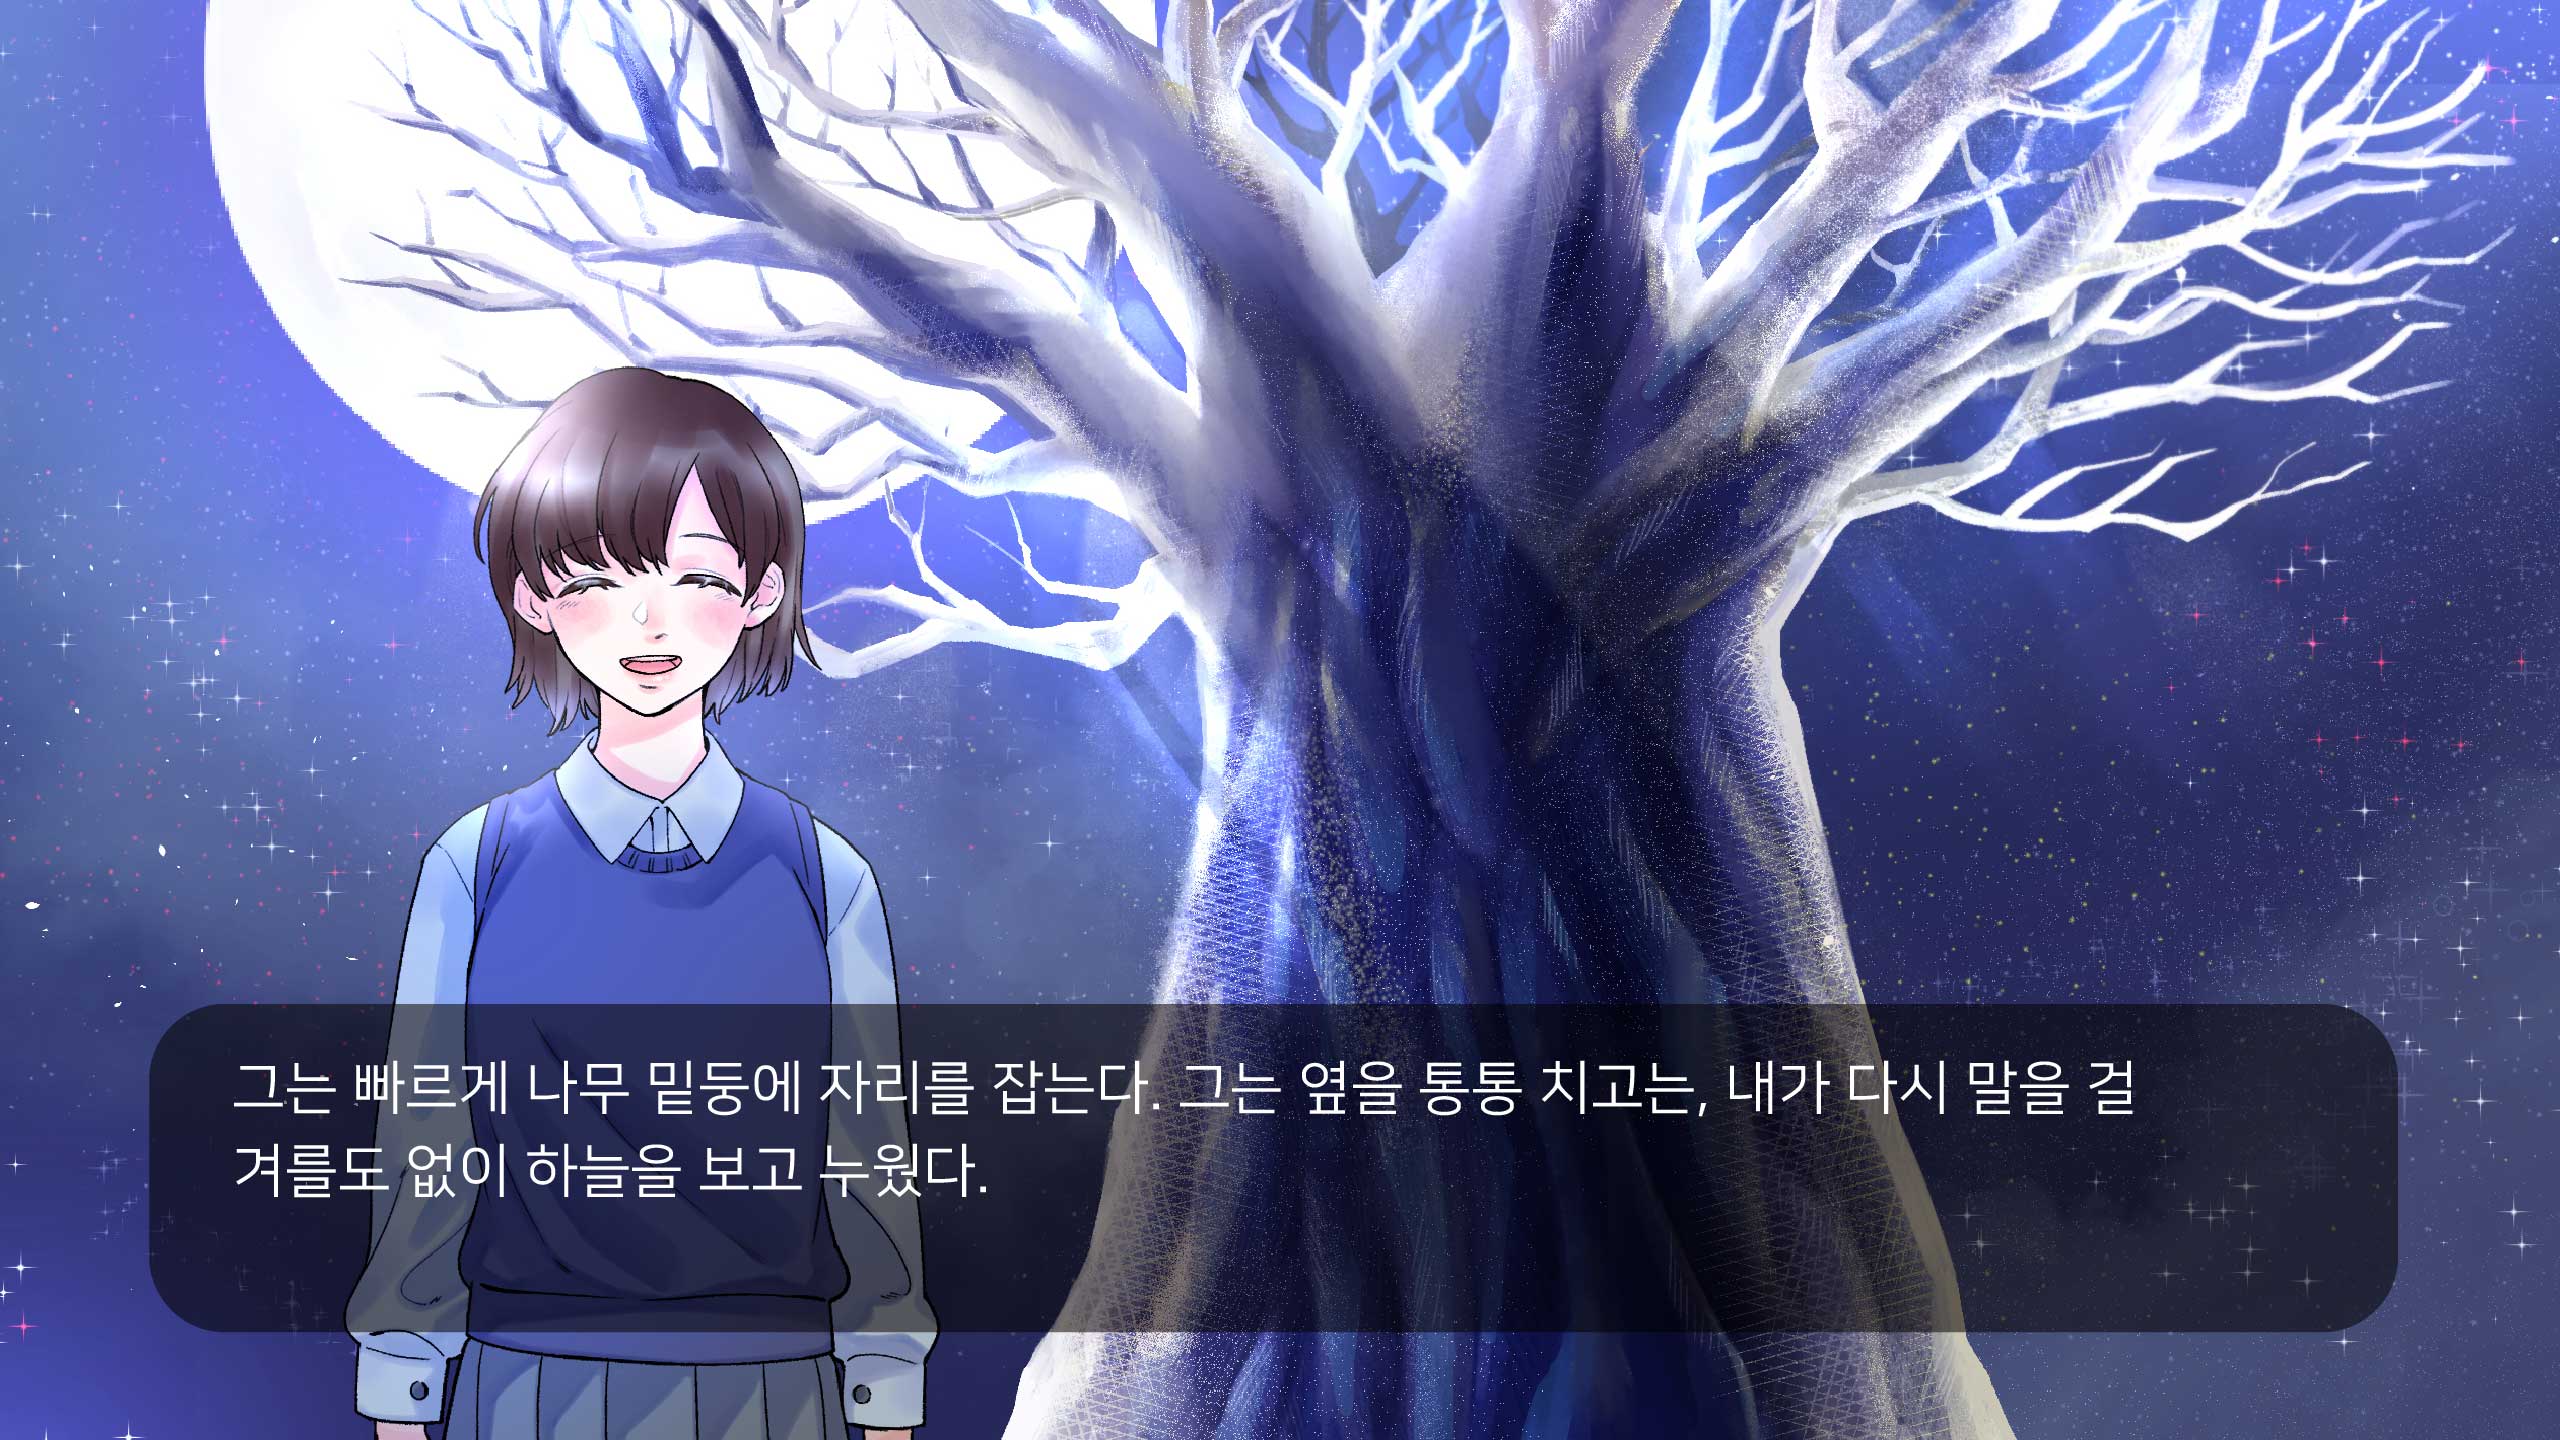 그는 빠르게 나무 밑둥에 자리를 잡는다. 그는 옆을 통통 치고는, 내가 다시 말을 걸
겨를도 없이 하늘을 보고 누웠다.